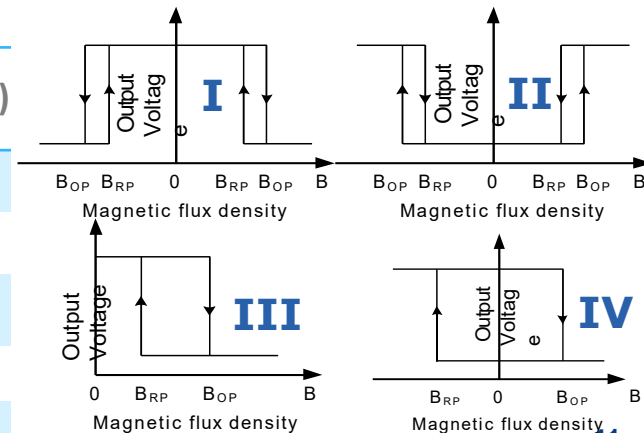 )
Output
Voltag
e
I
B_OP B_RP 0 B_RP B_OP B
Magnetic flux density
Output
Voltag
e
II
B_OP B_RP 0 B_RP B_OP B
Magnetic flux density
Output
Voltage
III
0 B_RP B_OP B
Magnetic flux density
Output
Voltag
e
IV
B_RP 0 B_OP B
Magnetic flux density